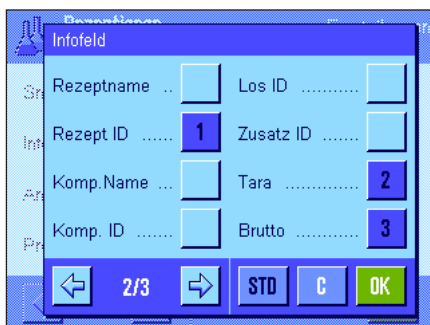 Infofeld
Rezeptname ..
Los ID ...........
Rezept ID ...... 1
Zusatz ID .......
Komp.Name ...
Tara ............. 2
Komp. ID .......
Brutto ........... 3
2/3 STD C OK